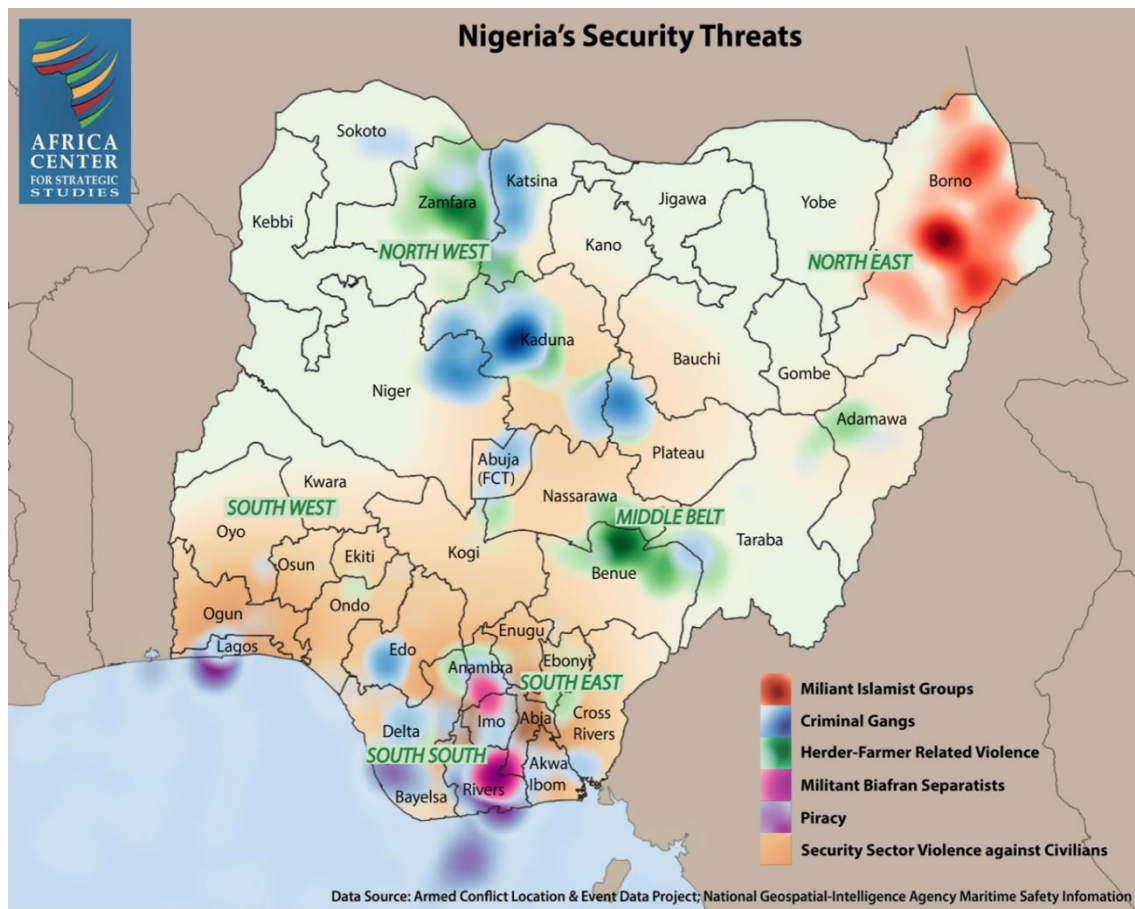 Nigeria's Security Threats
AFRICA
CENTER
FOR STRATEGIC
STUDIES
Sokoto
Katsina
Borno
Zamfara
Jigawa
Yobe
Kebbi
Kano
NORTH WEST
NORTH EAST
Kaduna
Bauchi
Gombe
Niger
Adamawa
Plateau
Abuja
(FCT)
Kwara
Nassarawa
SOUTH WEST
MIDDLE BELT
Oyo
Taraba
Kogi
Ekiti
Osun
Benue
Ondo
Ogun
Enugu
Lagos
Edo
Anambra
Ebonyi
SOUTH EAST
Imo
Abia
Cross
Rivers
Delta
SOUTH SOUTH
Akwa
Ibom
Rivers
Bayelsa
Miliant Islamist Groups
Criminal Gangs
Herder-Farmer Related Violence
Militant Biafran Separatists
Piracy
Security Sector Violence against Civilians
Data Source: Armed Conflict Location & Event Data Project; National Geospatial-Intelligence Agency Maritime Safety Infomation